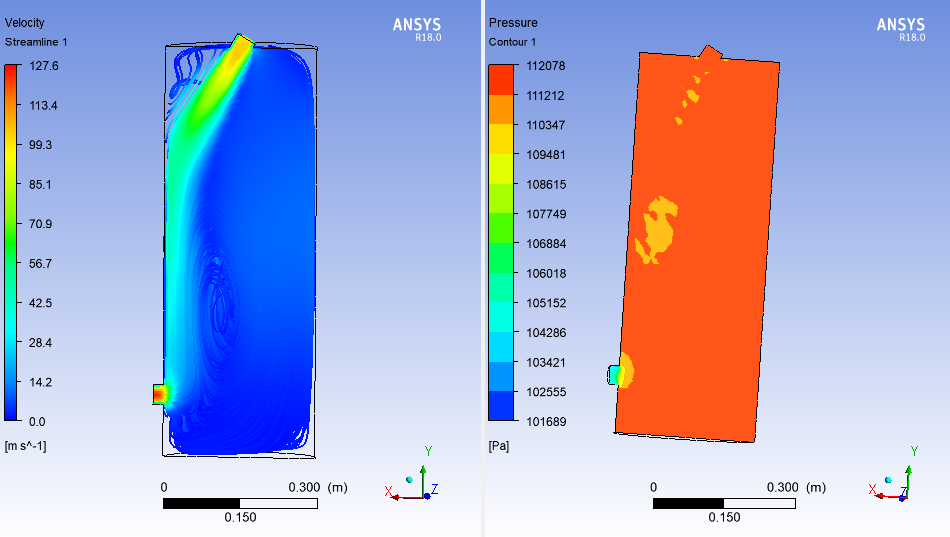 Velocity
Streamline 1
ANSYS
R18.0
127.6
113.4
99.3
85.1
70.9
56.7
42.5
28.4
14.2
0.0
[m s^-1]
0
0.300
(m)
0.150
Y
X
Z
Pressure
Contour 1
ANSYS
R18.0
112078
111212
110347
109481
108615
107749
106884
106018
105152
104286
103421
102555
101689
[Pa]
0
0.300
(m)
0.150
Y
X
Z